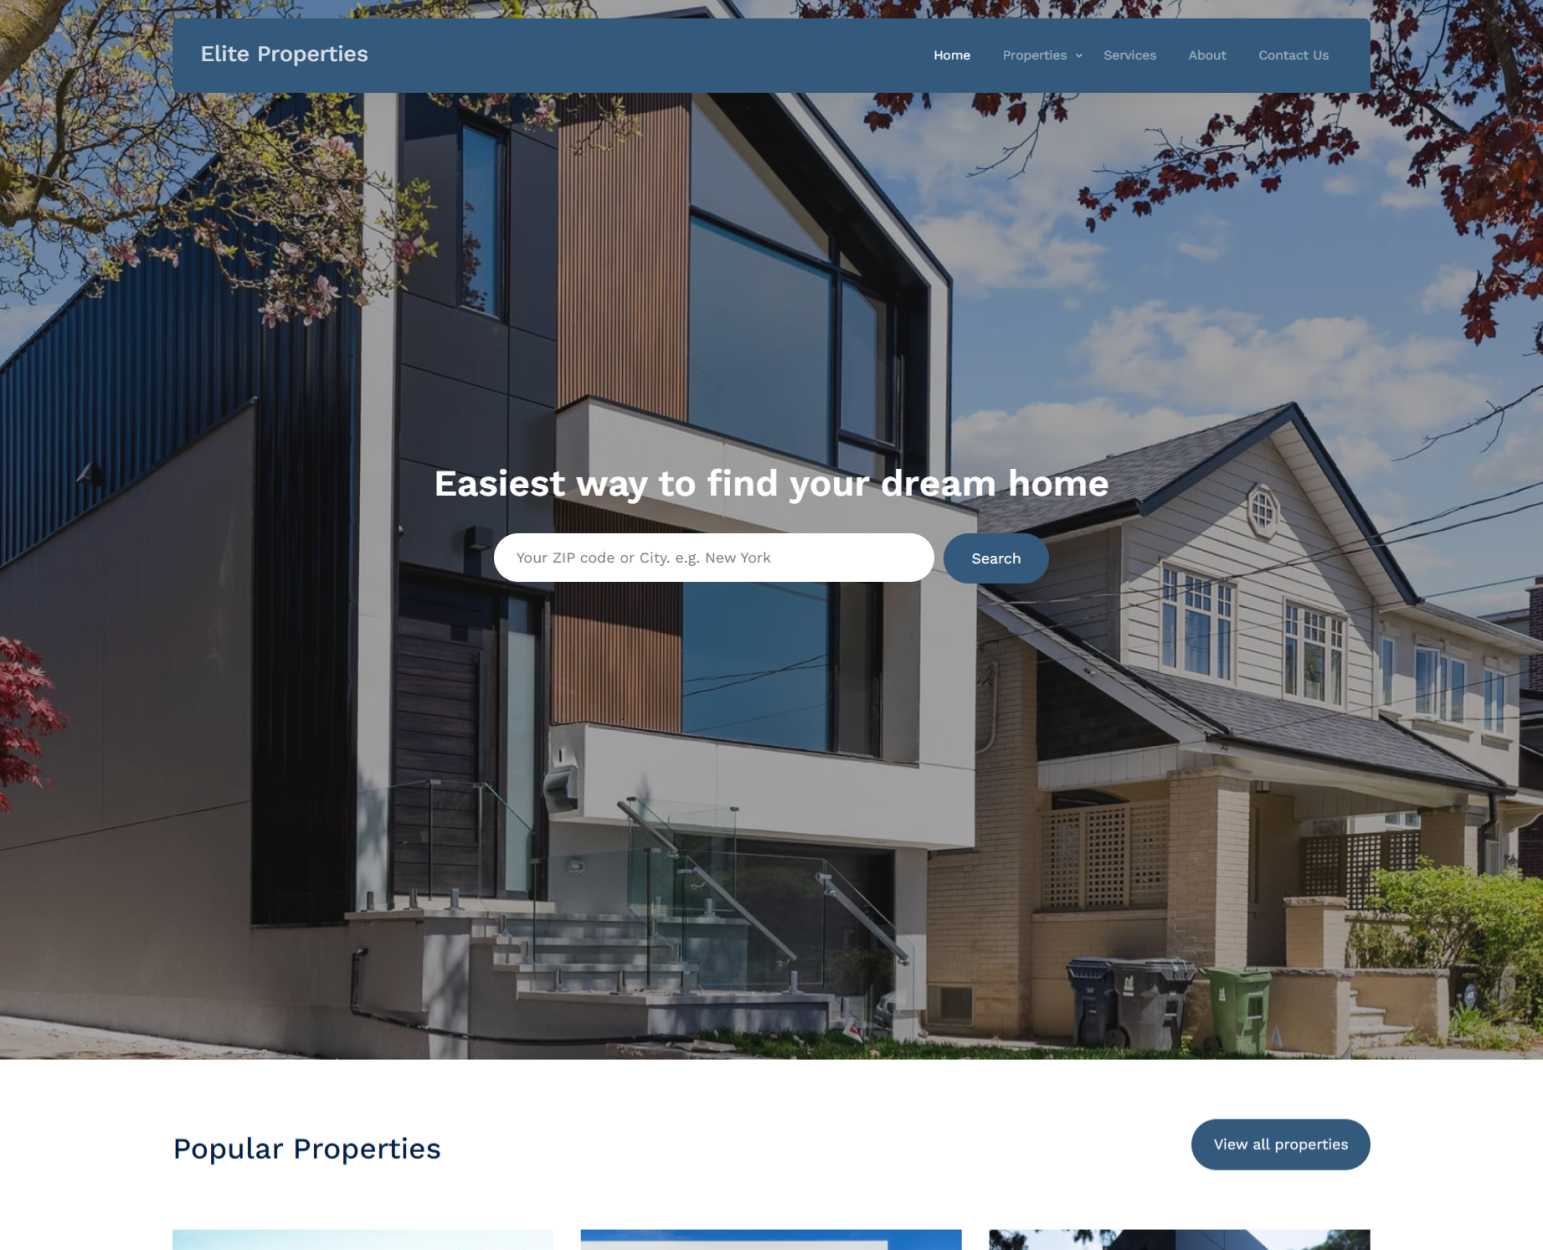 Elite Properties
Home Properties Services About Contact Us
Easiest way to find your dream home
Your ZIP code or City. e.g. New York
Search
Popular Properties
View all properties